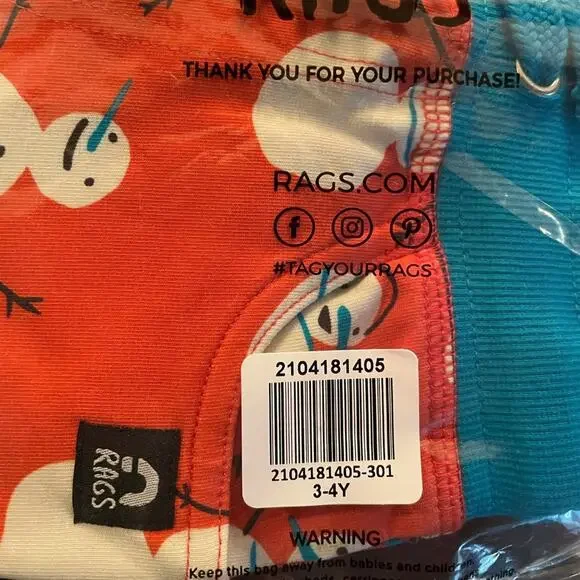 RAGS
THANK YOU FOR YOUR PURCHASE!
RAGS.COM
#TAGYOURRAGS
2104181405
2104181405-301
3-4Y
RAGS
WARNING
Keep this bag away from babies and children